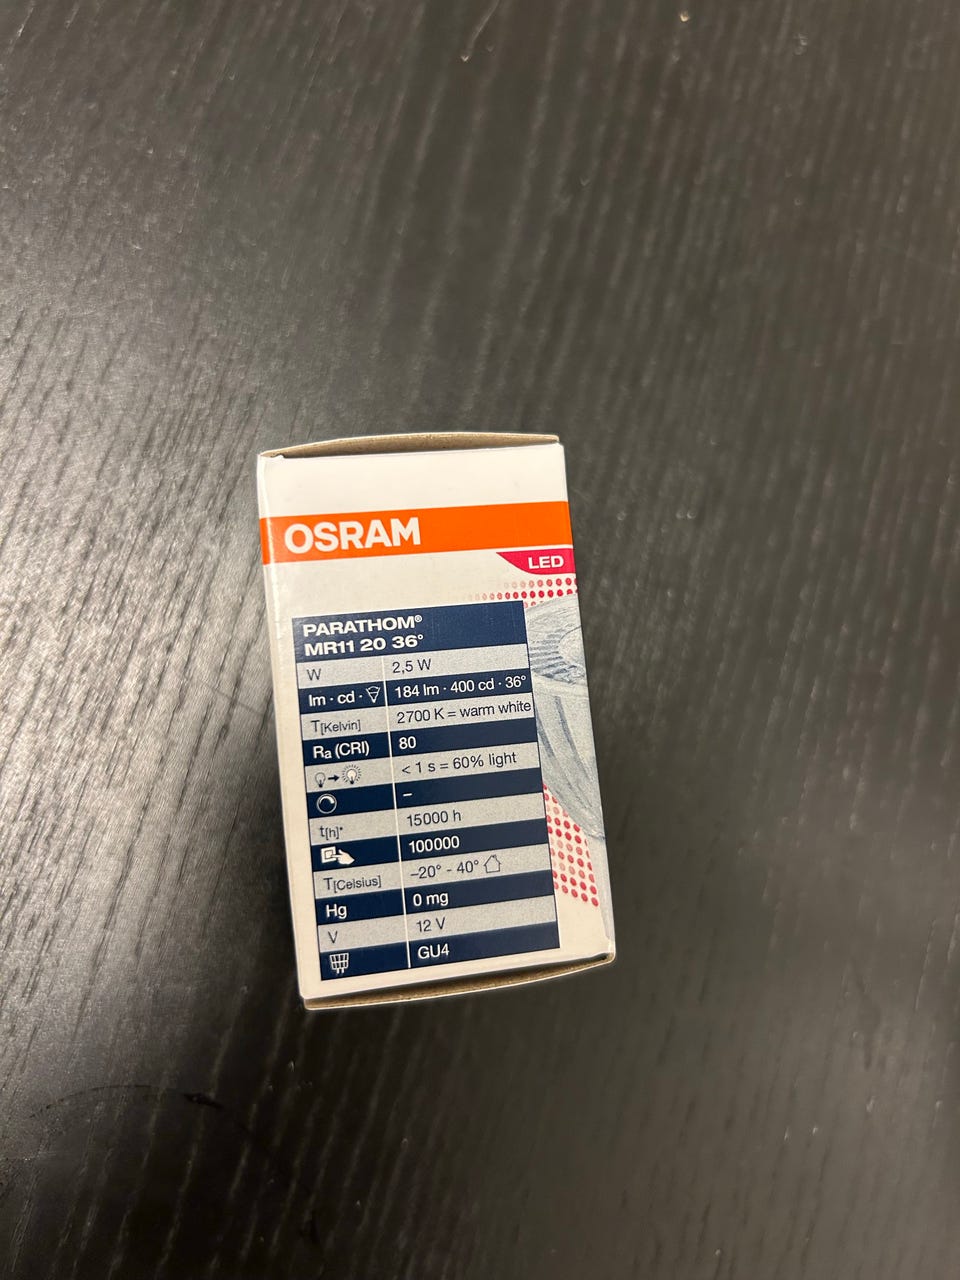 OSRAM
LED
PARATHOM®
MR11 20 36°
W 2,5 W
lm · cd · 184 lm · 400 cd · 36°
T[Kelvin] 2700 K = warm white
Ra (CRI) 80
< 1 s = 60% light
–
t[h]* 15000 h
100000
T[Celsius] –20° - 40°
Hg 0 mg
V 12 V
GU4